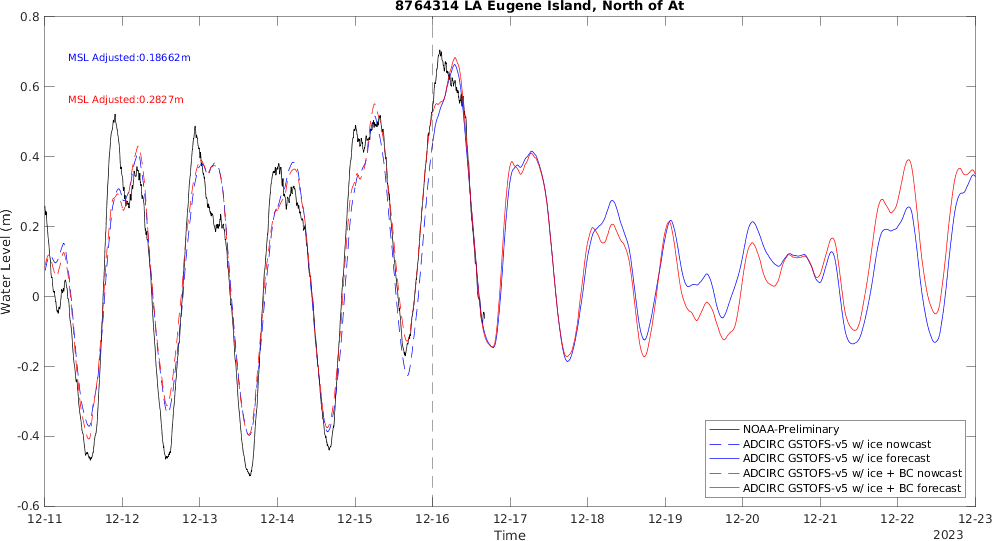 8764314 LA Eugene Island, North of At
0.8
MSL Adjusted:0.18662m
0.6
MSL Adjusted:0.2827m
0.4
0.2
Water Level (m)
0
-0.2
-0.4
NOAA-Preliminary
ADCIRC GSTOFS-v5 w/ ice nowcast
ADCIRC GSTOFS-v5 w/ ice forecast
ADCIRC GSTOFS-v5 w/ ice + BC nowcast
ADCIRC GSTOFS-v5 w/ ice + BC forecast
-0.6
12-11 12-12 12-13 12-14 12-15 12-16 12-17 12-18 12-19 12-20 12-21 12-22 12-23
Time
2023